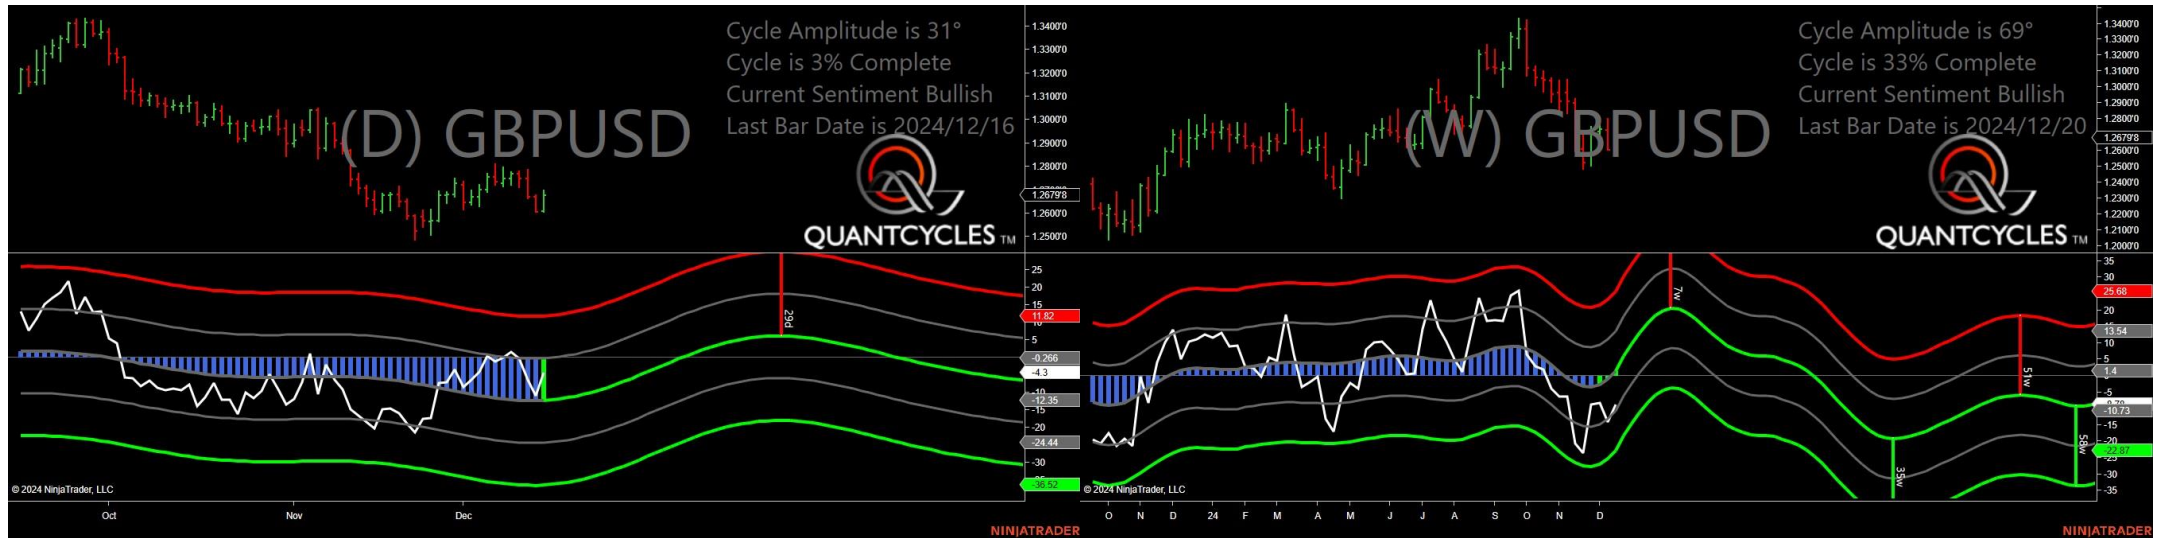 Cycle Amplitude is 31°
Cycle is 3% Complete
Current Sentiment Bullish
Last Bar Date is 2024/12/16
(D) GBPUSD
QUANTCYCLES TM
1.3400'0
1.3300'0
1.3200'0
1.3100'0
1.3000'0
1.2900'0
1.2800'0
1.2679'8
1.2600'0
1.2500'0
29d
25
20
15
11.82
5
-0.266
-4.3
-12.35
-15
-20
-24.44
-30
-36.52
© 2024 NinjaTrader, LLC
Oct Nov Dec
NINJATRADER
Cycle Amplitude is 69°
Cycle is 33% Complete
Current Sentiment Bullish
Last Bar Date is 2024/12/20
(W) GBPUSD
QUANTCYCLES TM
1.3400'0
1.3300'0
1.3200'0
1.3100'0
1.3000'0
1.2900'0
1.2800'0
1.2679'8
1.2600'0
1.2500'0
1.2400'0
1.2300'0
1.2200'0
1.2100'0
1.2000'0
7w
51w
35w
58w
35
30
25.68
20
13.54
10
5
1.4
-10.73
-15
-20
-22.87
-30
-35
© 2024 NinjaTrader, LLC
O N D 24 F M A M J J A S O N D
NINJATRADER